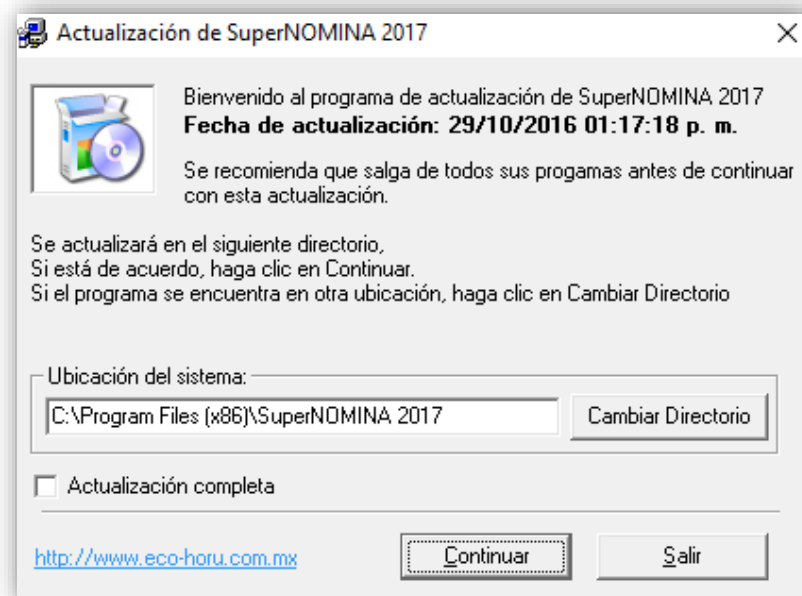 Actualización de SuperNOMINA 2017
Bienvenido al programa de actualización de SuperNOMINA 2017
Fecha de actualización: 29/10/2016 01:17:18 p. m.
Se recomienda que salga de todos sus progamas antes de continuar
con esta actualización.
Se actualizará en el siguiente directorio,
Si está de acuerdo, haga clic en Continuar.
Si el programa se encuentra en otra ubicación, haga clic en Cambiar Directorio
Ubicación del sistema:
C:\Program Files (x86)\SuperNOMINA 2017
Cambiar Directorio
Actualización completa
http://www.eco-horu.com.mx
Continuar
Salir